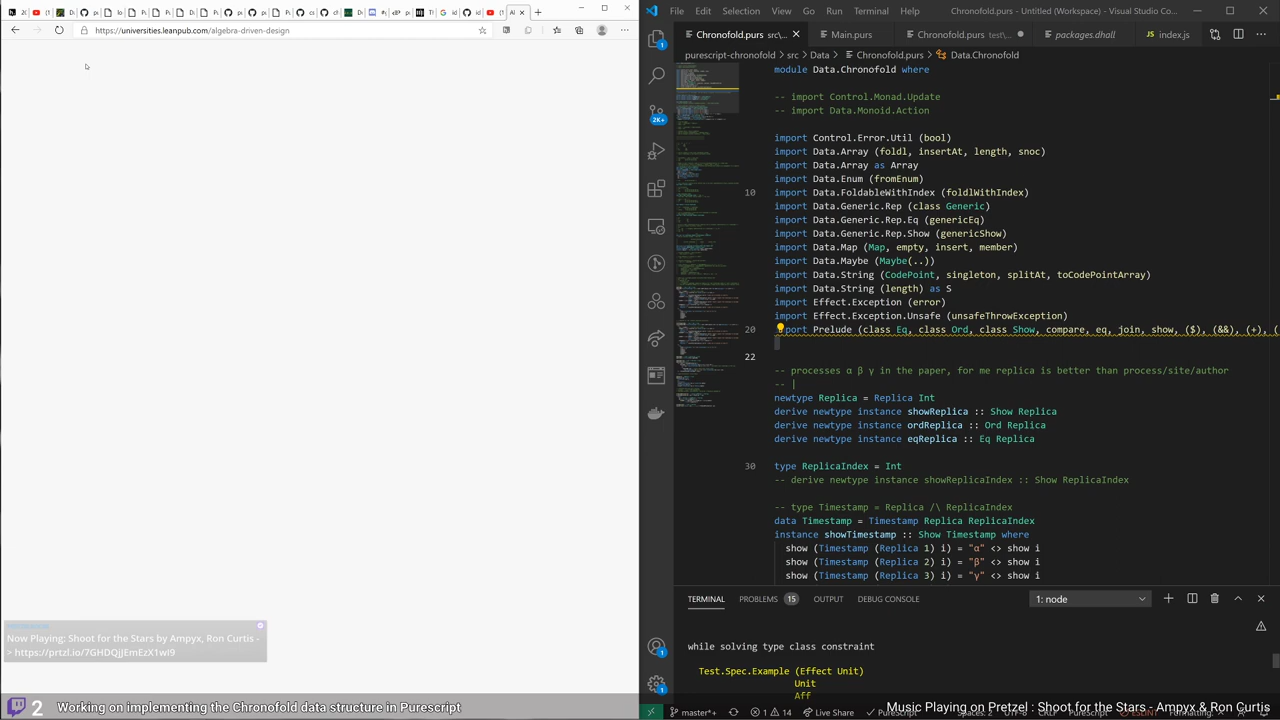 https://universities.leanpub.com/algebra-driven-design
Now Playing: Shoot for the Stars by Ampyx, Ron Curtis -
> https://prtzl.io/7GHDQjJEmEzX1wI9
2 Working on implementing the Chronofold data structure in Purescript
File Edit Selection View Go Run Terminal Help Chronofold.purs - Untitled (Workspace) - Visual Studio Co...
Chronofold.purs src\... Main.purs Chronofold.purs test\... packages.dhall index.js
purescript-chronofold > src > Data > Chronofold.purs > Data.Chronofold
module Data.Chronofold where
-- import Control.Monad.Update
-- import Data.Monoid.Action
import Control.Error.Util (bool)
import Data.Array (foldl, insertAt, length, snoc)
import Data.Array as Array
import Data.Enum (fromEnum)
10 import Data.FoldableWithIndex (foldlWithIndex)
import Data.Generic.Rep (class Generic)
import Data.Generic.Rep.Eq (genericEq)
import Data.Generic.Rep.Show (genericShow)
import Data.Map (Map, empty, insert, member)
import Data.Maybe (Maybe(..))
import Data.String (CodePoint, singleton, splitAt, toCodePointArray)
import Data.String (length) as S
import Effect.Exception (error)
import Effect.Exception.Unsafe (unsafeThrowException)
20 port Prelude (class Eq, class Ord, class Show, compare, eq, show, ($), (&&), (+),
22
-- processes α β γ in the paper, for me replica is better than process/site/author
-- |
newtype Replica = Replica Int
derive newtype instance showReplica :: Show Replica
derive newtype instance ordReplica :: Ord Replica
derive newtype instance eqReplica :: Eq Replica
30 type ReplicaIndex = Int
-- derive newtype instance showReplicaIndex :: Show ReplicaIndex
-- type Timestamp = Replica /\ ReplicaIndex
data Timestamp = Timestamp Replica ReplicaIndex
instance showTimestamp :: Show Timestamp where
show (Timestamp (Replica 1) i) = "α" <> show i
show (Timestamp (Replica 2) i) = "β" <> show i
show (Timestamp (Replica 3) i) = "γ" <> show i
TERMINAL PROBLEMS 15 OUTPUT DEBUG CONSOLE 1: node
while solving type class constraint
Test.Spec.Example (Effect Unit)
Unit
Aff
master*+ 1 14 Live Share PureScript
Music Playing on Pretzel : Shoot for the Stars - Ampyx & Ron Curtis
1
2K+
1
1